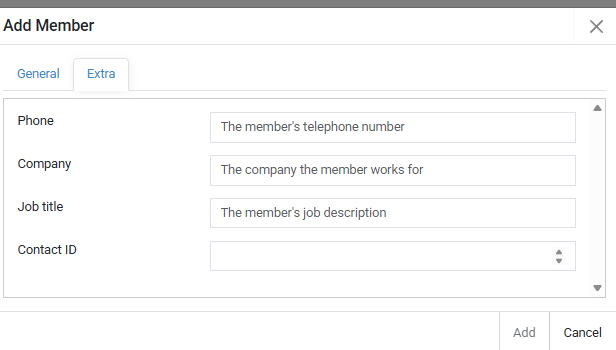 Add Member
General Extra
Phone The member's telephone number
Company The company the member works for
Job title The member's job description
Contact ID
Add Cancel